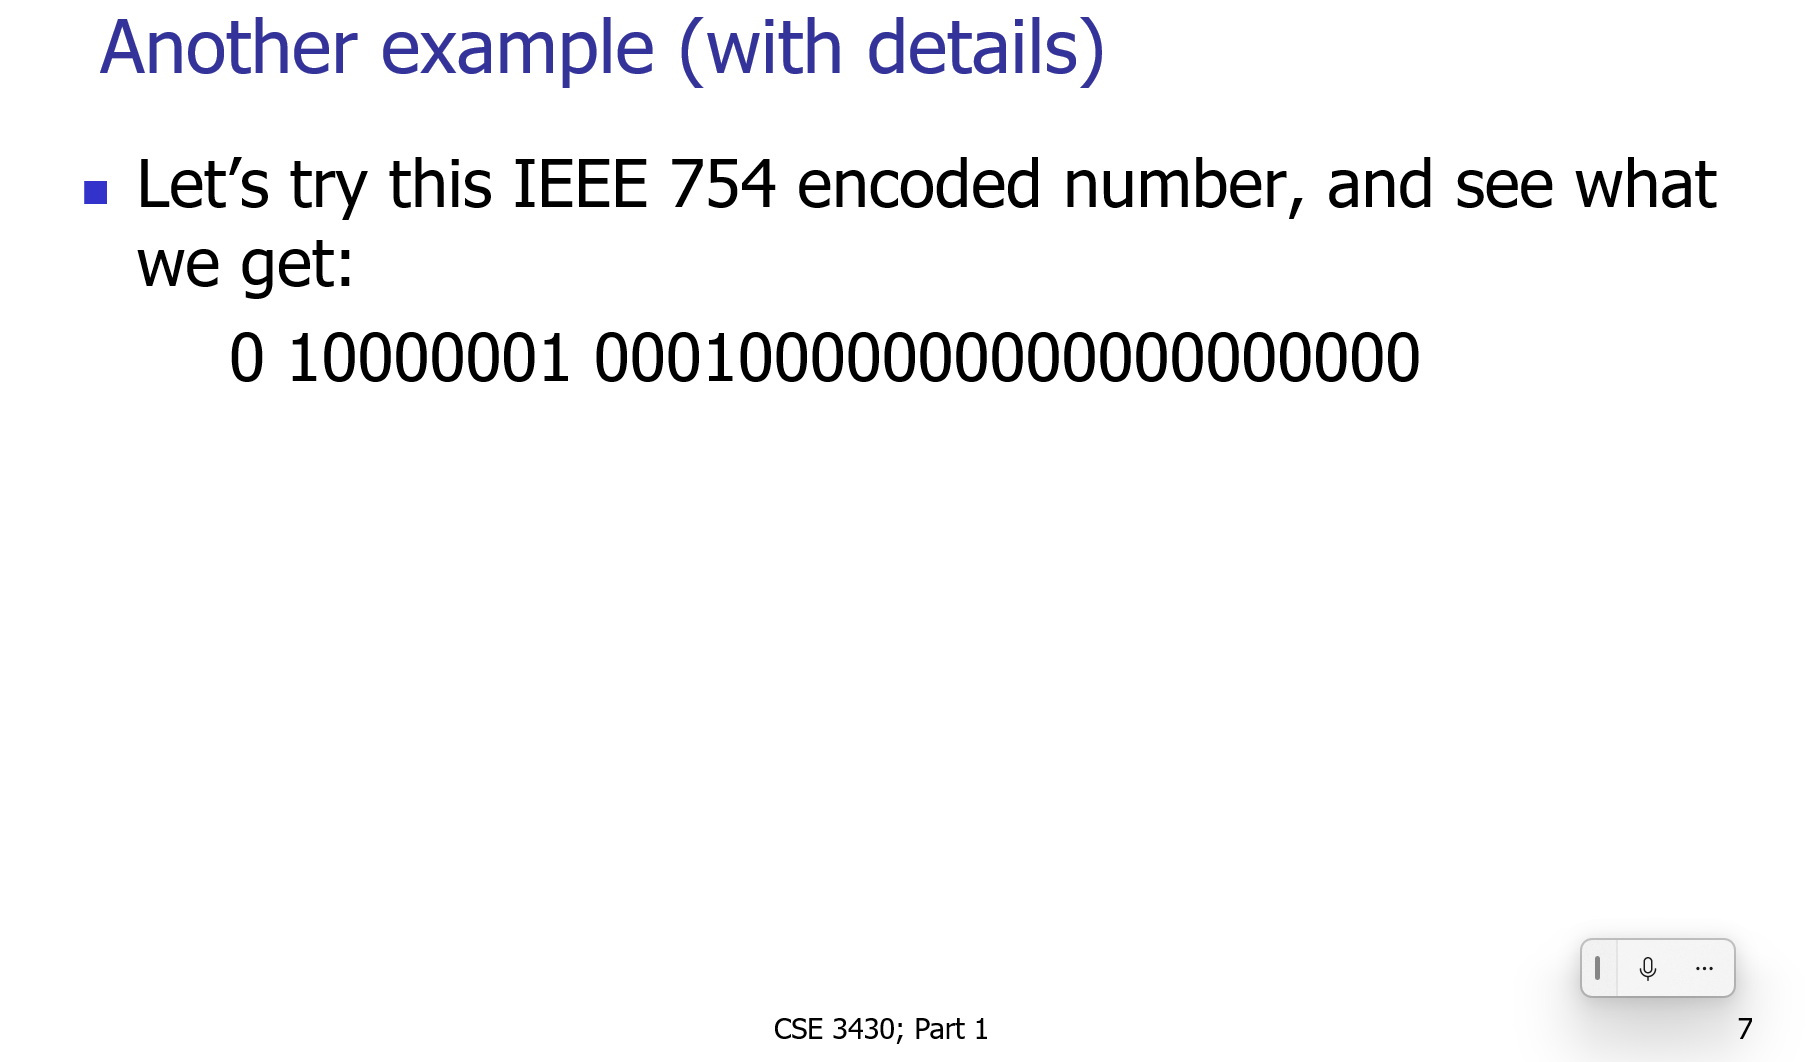 Another example (with details)
Let’s try this IEEE 754 encoded number, and see what
we get:
0 10000001 00010000000000000000000
CSE 3430; Part 1
7